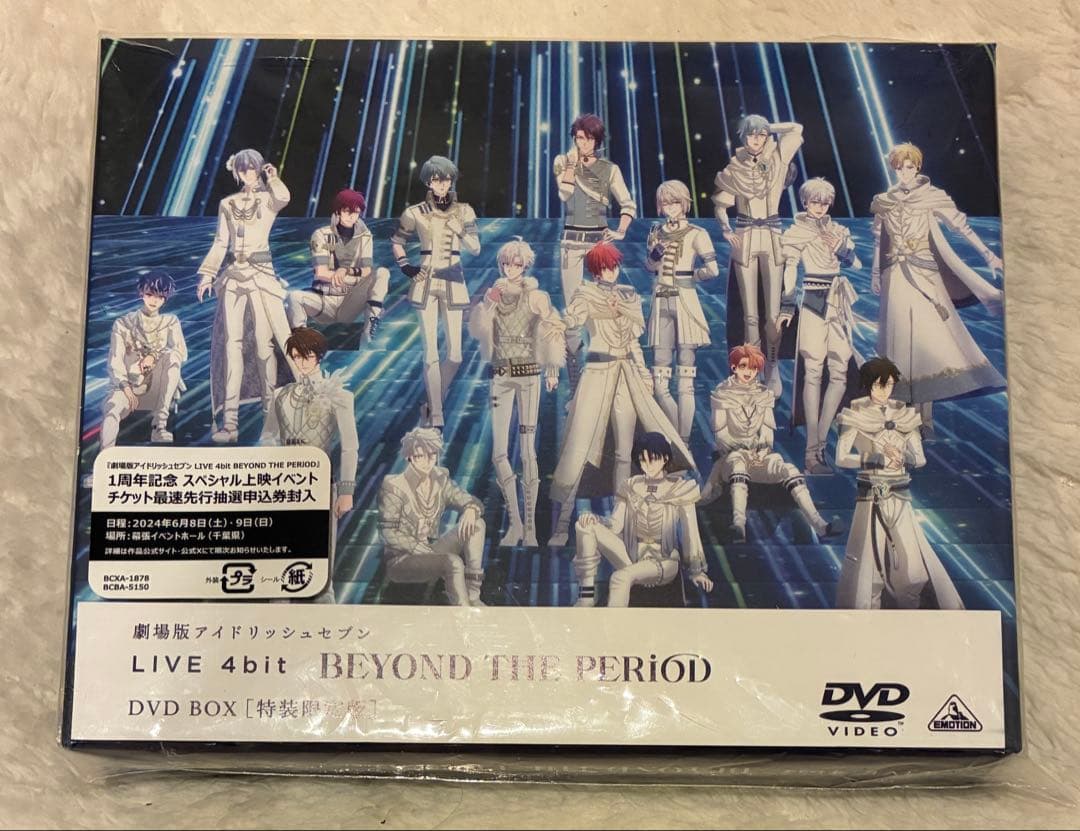 『劇場版アイドリッシュセブン LIVE 4bit BEYOND THE PERiOD』
1周年記念 スペシャル上映イベント
チケット最速先行抽選申込券封入
日程:2024年6月8日(土)・9日(日)
場所:幕張イベントホール(千葉県)
詳細は作品公式サイト・公式Xにて順次お知らせいたします。
BCXA-1878
BCBA-5150
外装 プラ シール 紙
劇場版アイドリッシュセブン
LIVE 4bit BEYOND THE PERiOD
DVD BOX [特装限定版]
DVD
VIDEO
EMOTION